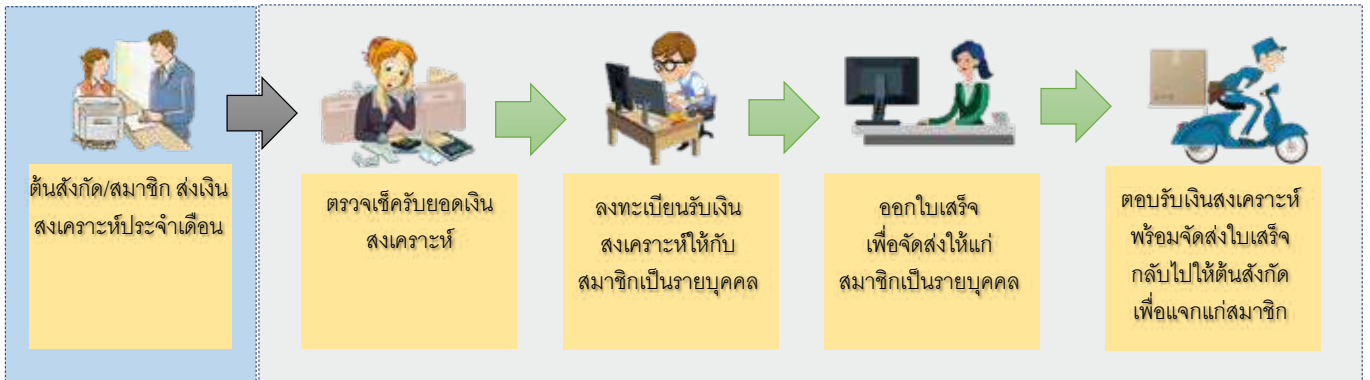 ต้นสังกัด/สมาชิก ส่งเงิน
สงเคราะห์ประจำเดือน
ตรวจเช็ครับยอดเงิน
สงเคราะห์
ลงทะเบียนรับเงิน
สงเคราะห์ให้กับ
สมาชิกเป็นรายบุคคล
ออกใบเสร็จ
เพื่อจัดส่งให้แก่
สมาชิกเป็นรายบุคคล
ตอบรับเงินสงเคราะห์
พร้อมจัดส่งใบเสร็จ
กลับไปให้ต้นสังกัด
เพื่อแจกแก่สมาชิก